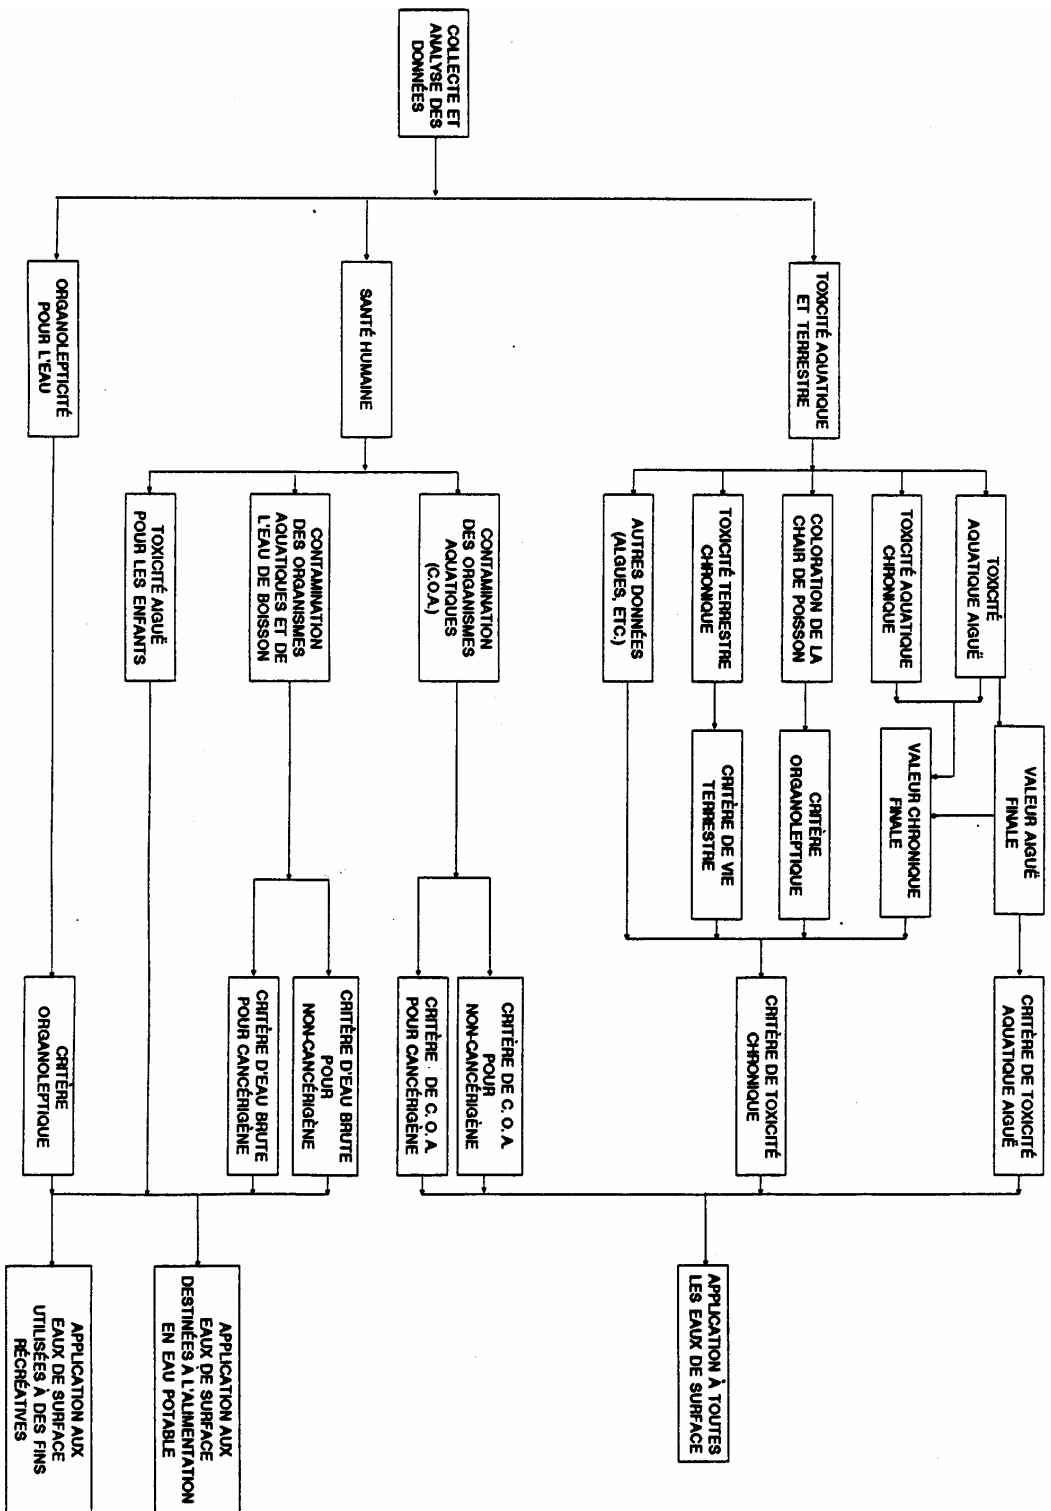 COLLECTE ET
ANALYSE DES
DONNÉES
TOXICITÉ AQUATIQUE
ET TERRESTRE
SANTÉ HUMAINE
ORGANOLEPTICITÉ
POUR L'EAU
TOXICITÉ
AQUATIQUE AIGUË
TOXICITÉ AQUATIQUE
CHRONIQUE
COLORATION DE LA
CHAIR DE POISSON
TOXICITÉ TERRESTRE
CHRONIQUE
AUTRES DONNÉES
(ALGUES, ETC.)
CONTAMINATION
DES ORGANISMES
AQUATIQUES
(C.O.A.)
CONTAMINATION
DES ORGANISMES
AQUATIQUES ET DE
L'EAU DE BOISSON
TOXICITÉ AIGUË
POUR LES ENFANTS
VALEUR AIGUË
FINALE
VALEUR CHRONIQUE
FINALE
CRITÈRE
ORGANOLEPTIQUE
CRITÈRE DE VIE
TERRESTRE
CRITÈRE DE TOXICITÉ
AQUATIQUE AIGUË
CRITÈRE DE TOXICITÉ
CHRONIQUE
CRITÈRE DE C.O.A.
POUR
NON-CANCÉRIGÈNE
CRITÈRE DE C.O.A.
POUR CANCÉRIGÈNE
CRITÈRE D'EAU BRUTE
POUR
NON-CANCÉRIGÈNE
CRITÈRE D'EAU BRUTE
POUR CANCÉRIGÈNE
CRITÈRE
ORGANOLEPTIQUE
APPLICATION À TOUTES
LES EAUX DE SURFACE
APPLICATION AUX
EAUX DE SURFACE
DESTINÉES À L'ALIMENTATION
EN EAU POTABLE
APPLICATION AUX
EAUX DE SURFACE
UTILISÉES À DES FINS
RÉCRÉATIVES